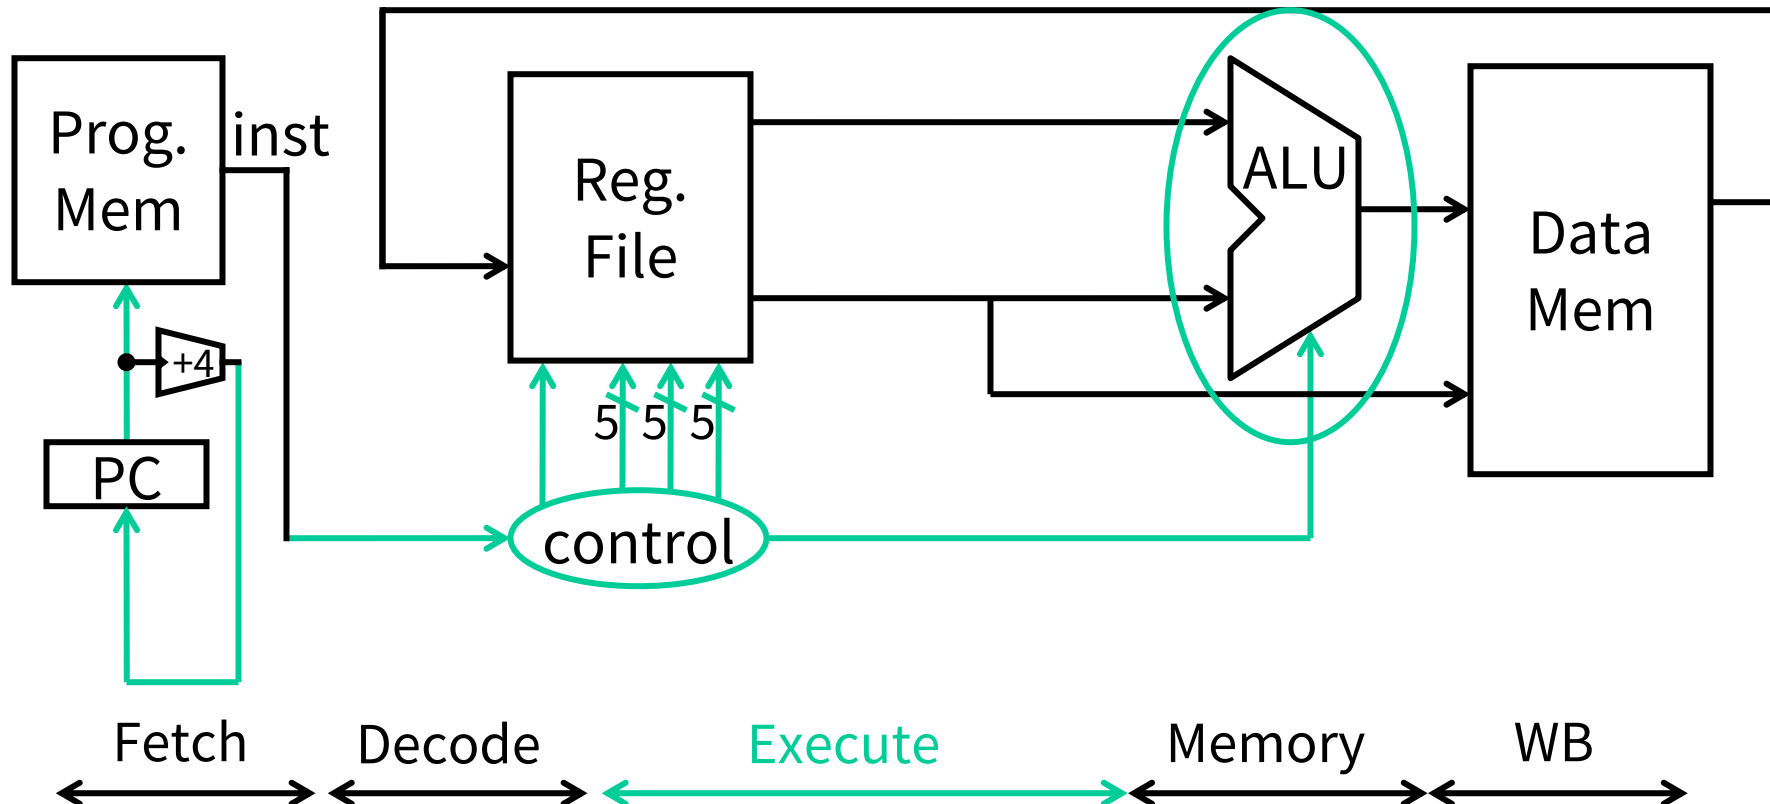 Prog.
Mem
inst
+4
PC
Reg.
File
5 5 5
control
ALU
Data
Mem
Fetch
Decode
Execute
Memory
WB